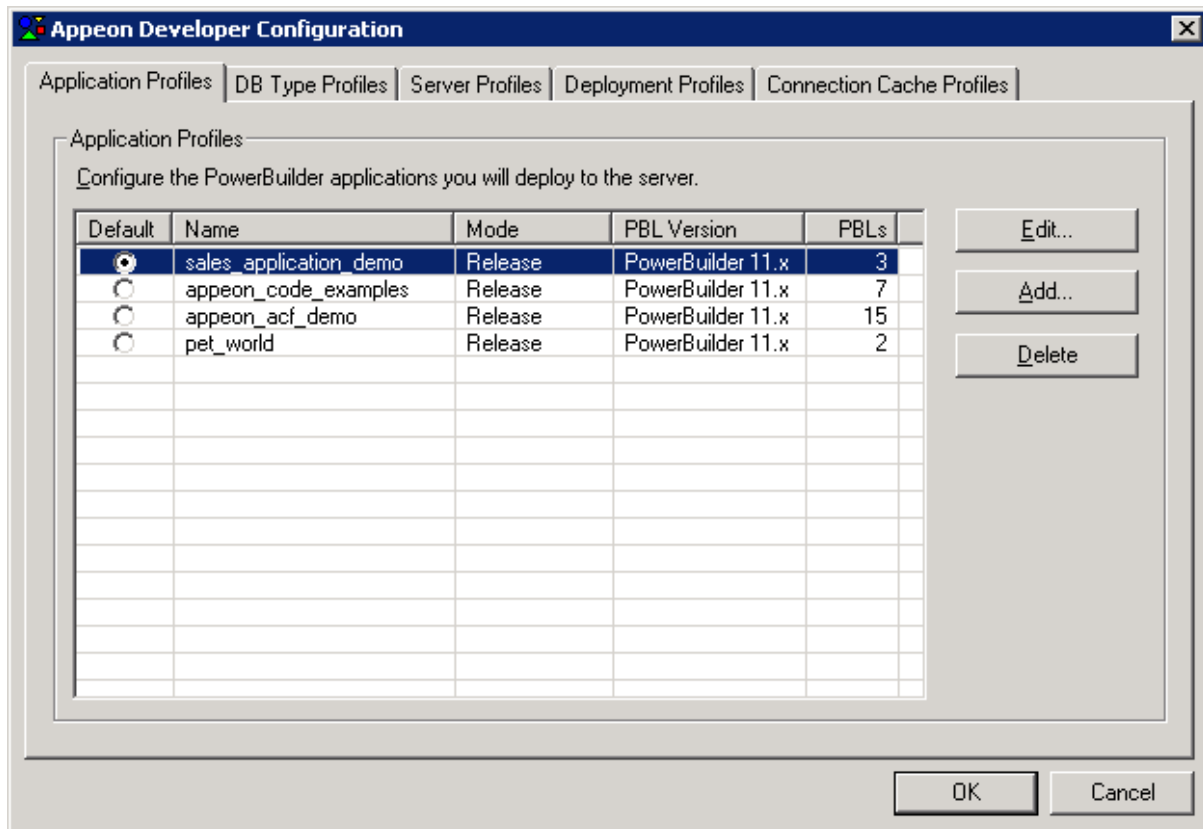 Appeon Developer Configuration
Application Profiles DB Type Profiles Server Profiles Deployment Profiles Connection Cache Profiles
Application Profiles
Configure the PowerBuilder applications you will deploy to the server.
Default Name Mode PBL Version PBLs
sales_application_demo Release PowerBuilder 11.x 3
appeon_code_examples Release PowerBuilder 11.x 7
appeon_acf_demo Release PowerBuilder 11.x 15
pet_world Release PowerBuilder 11.x 2
Edit...
Add...
Delete
OK Cancel